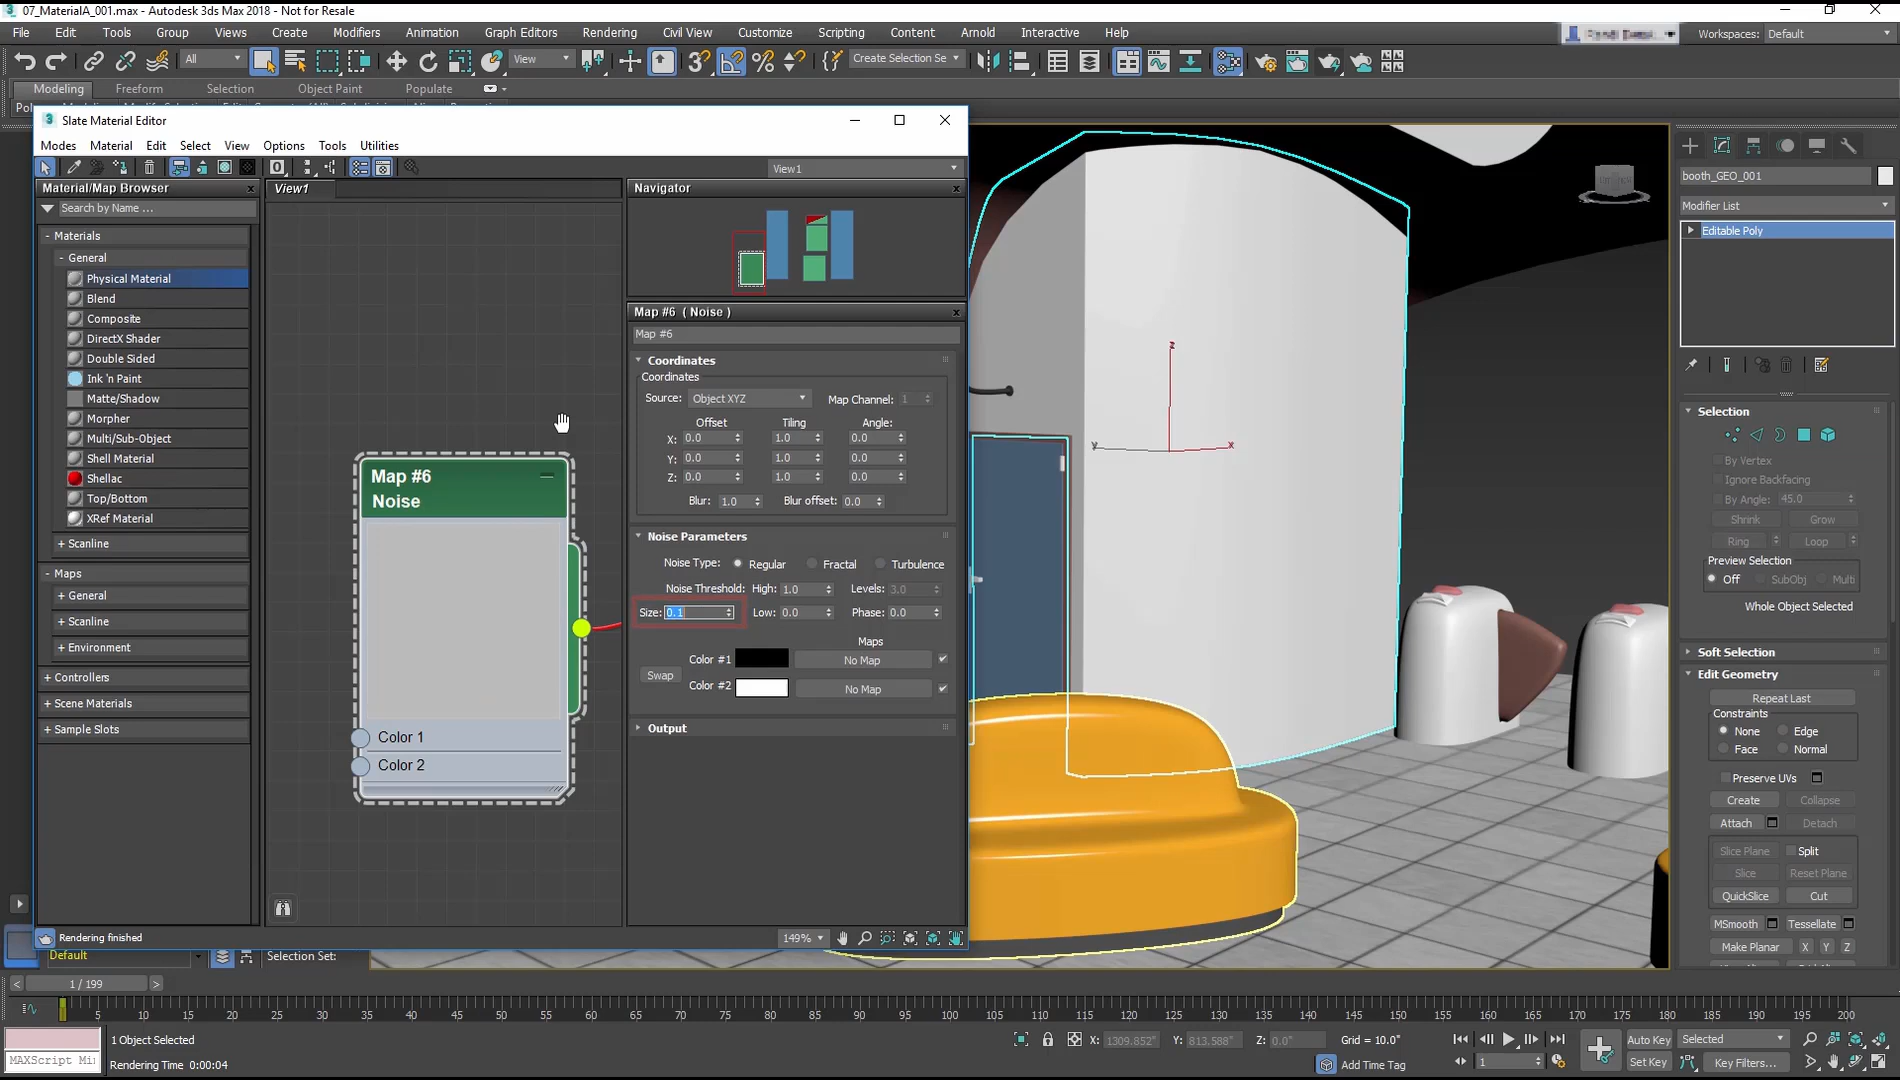 07_MaterialA_001.max - Autodesk 3ds Max 2018 - Not for Resale
File Edit Tools Group Views Create Modifiers Animation Graph Editors Rendering Civil View Customize Scripting Content Arnold Interactive Help
Workspaces: Default
All View Create Selection Se
Modeling Freeform Selection Object Paint Populate
Slate Material Editor
Modes Material Edit Select View Options Tools Utilities
View1
Material/Map Browser
View1
Navigator
Search by Name ...
- Materials
- General
Physical Material
Blend
Composite
DirectX Shader
Double Sided
Ink 'n Paint
Matte/Shadow
Morpher
Multi/Sub-Object
Shell Material
Shellac
Top/Bottom
XRef Material
+ Scanline
- Maps
+ General
+ Scanline
+ Environment
+ Controllers
+ Scene Materials
+ Sample Slots
Map #6
Noise
Color 1
Color 2
Map #6 ( Noise )
Map #6
Coordinates
Coordinates
Source: Object XYZ Map Channel: 1
Offset Tiling Angle:
X: 0.0 1.0 0.0
Y: 0.0 1.0 0.0
Z: 0.0 1.0 0.0
Blur: 1.0 Blur offset: 0.0
Noise Parameters
Noise Type: Regular Fractal Turbulence
Noise Threshold: High: 1.0 Levels: 3.0
Size: 0.1 Low: 0.0 Phase: 0.0
Maps
Color #1 No Map
Swap
Color #2 No Map
Output
Rendering finished
149%
z
y
x
booth_GEO_001
Modifier List
Editable Poly
Selection
By Vertex
Ignore Backfacing
By Angle: 45.0
Shrink Grow
Ring Loop
Preview Selection
Off SubObj Multi
Whole Object Selected
Soft Selection
Edit Geometry
Repeat Last
Constraints
None Edge
Face Normal
Preserve UVs
Create Collapse
Attach Detach
Slice Plane Split
Slice Reset Plane
QuickSlice Cut
MSmooth Tessellate
Make Planar X Y Z
Default Selection Set:
< 1 / 199 >
5 10 15 20 25 30 35 40 45 50 55 60 65 70 75 80 85 90 95 100 105 110 115 120 125 130 135 140 145 150 155 160 165 170 175 180 185 190 195 200
1 Object Selected
X: 1309.852" Y: 813.588" Z: 0.0" Grid = 10.0"
Auto Key Selected
MAXScript Mi
Rendering Time 0:00:04
Add Time Tag
1
Set Key Key Filters...